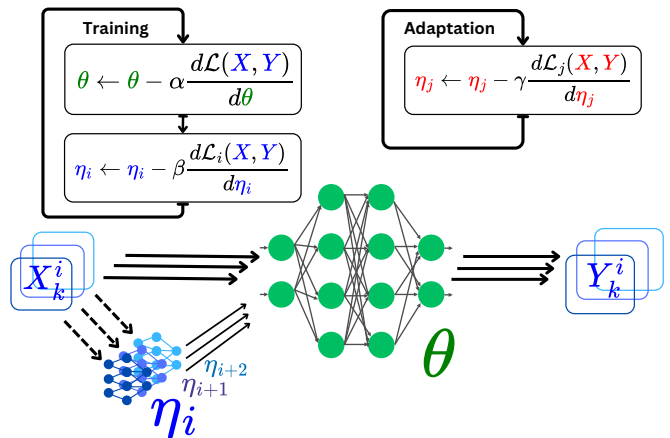 Training
θ ← θ − α dℒ(X, Y) / dθ
η_i ← η_i − β dℒ_i(X, Y) / dη_i
Adaptation
η_j ← η_j − γ dℒ_j(X, Y) / dη_j
X_k^i
Y_k^i
θ
η_{i+2}
η_{i+1}
η_i